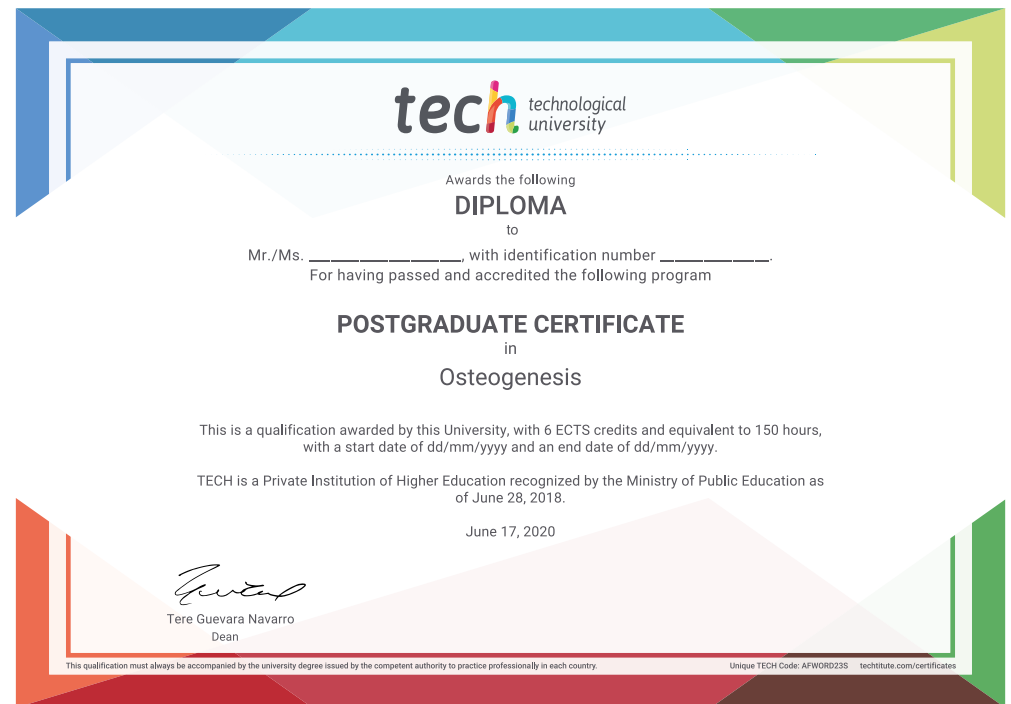 tech technological
university
Awards the following
DIPLOMA
to
Mr./Ms. ____________________, with identification number ______________.
For having passed and accredited the following program
POSTGRADUATE CERTIFICATE
in
Osteogenesis
This is a qualification awarded by this University, with 6 ECTS credits and equivalent to 150 hours,
with a start date of dd/mm/yyyy and an end date of dd/mm/yyyy.
TECH is a Private Institution of Higher Education recognized by the Ministry of Public Education as
of June 28, 2018.
June 17, 2020
Tere Guevara Navarro
Dean
This qualification must always be accompanied by the university degree issued by the competent authority to practice professionally in each country.
Unique TECH Code: AFWORD23S techtitute.com/certificates